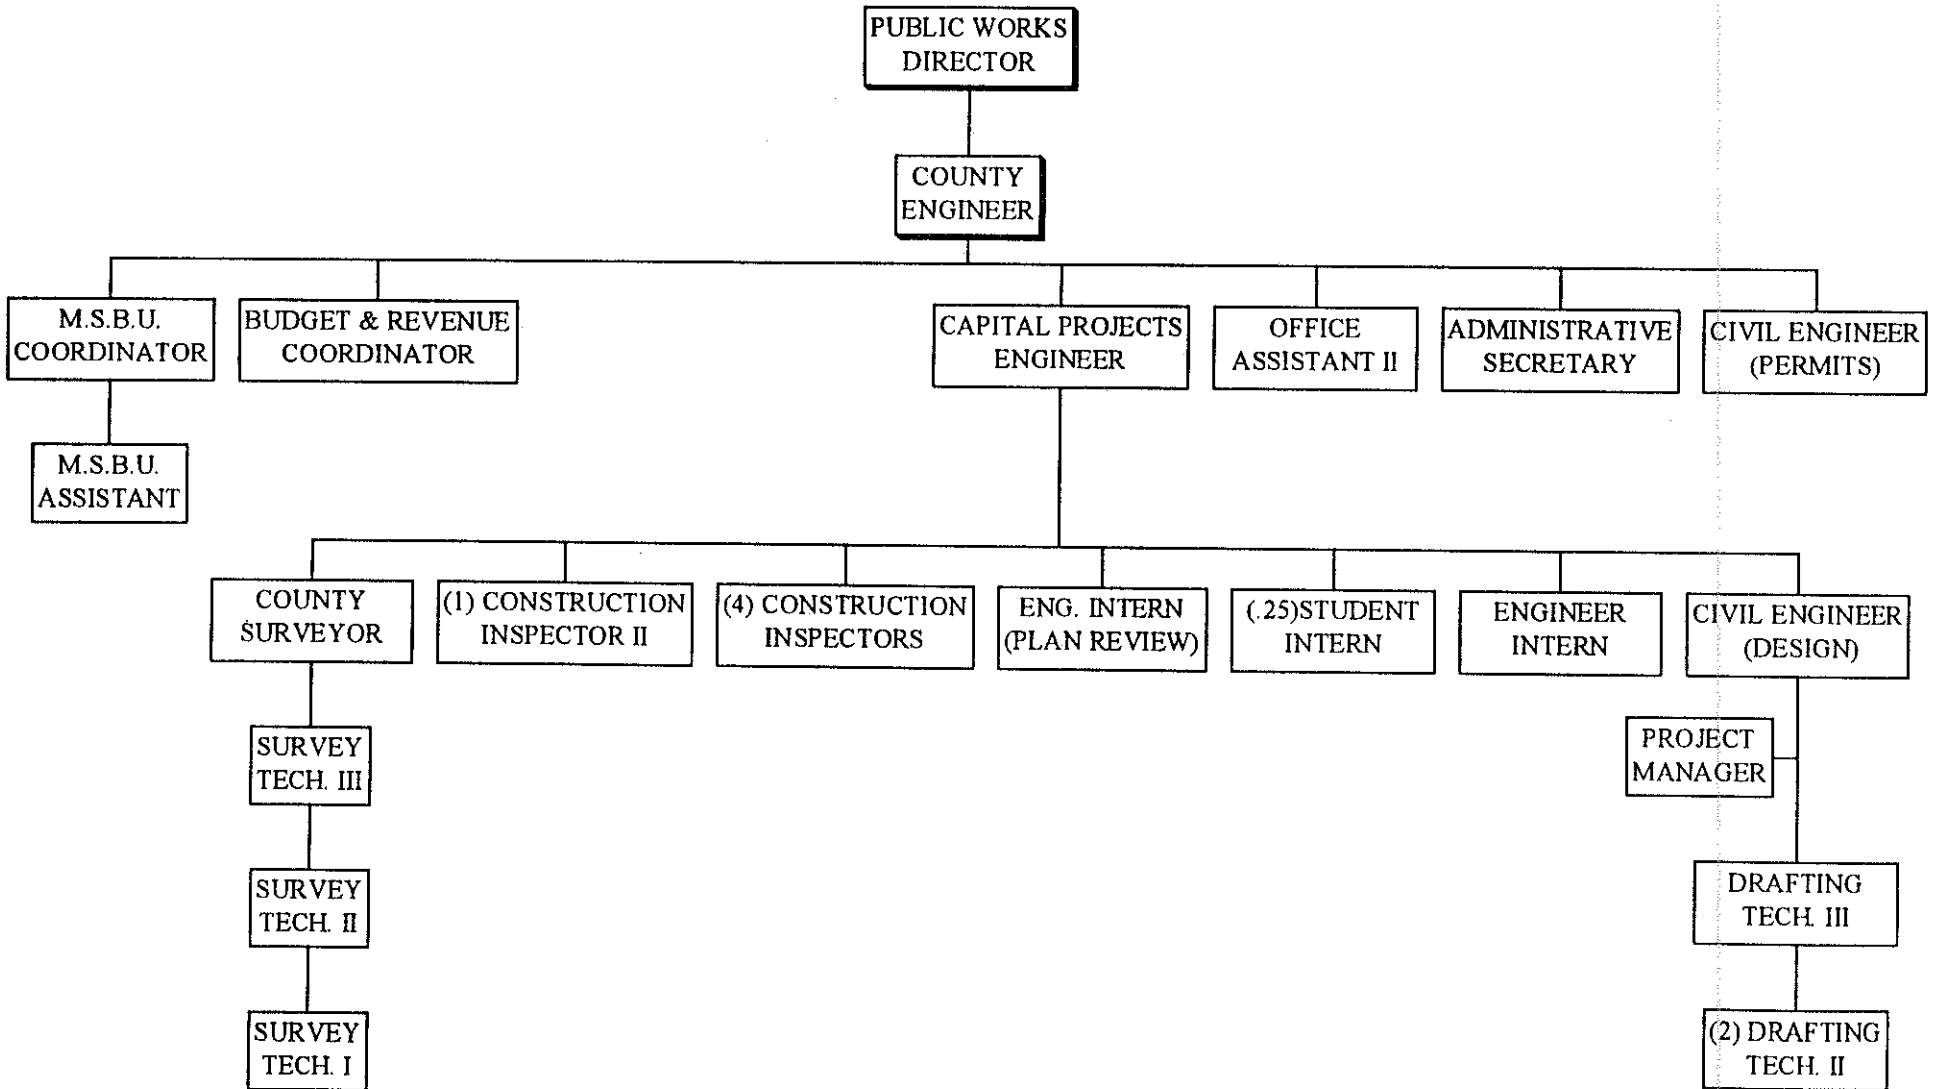 PUBLIC WORKS
DIRECTOR
COUNTY
ENGINEER
M.S.B.U.
COORDINATOR
BUDGET & REVENUE
COORDINATOR
CAPITAL PROJECTS
ENGINEER
OFFICE
ASSISTANT II
ADMINISTRATIVE
SECRETARY
CIVIL ENGINEER
(PERMITS)
M.S.B.U.
ASSISTANT
COUNTY
SURVEYOR
(1) CONSTRUCTION
INSPECTOR II
(4) CONSTRUCTION
INSPECTORS
ENG. INTERN
(PLAN REVIEW)
(.25)STUDENT
INTERN
ENGINEER
INTERN
CIVIL ENGINEER
(DESIGN)
SURVEY
TECH. III
PROJECT
MANAGER
SURVEY
TECH. II
DRAFTING
TECH. III
SURVEY
TECH. I
(2) DRAFTING
TECH. II